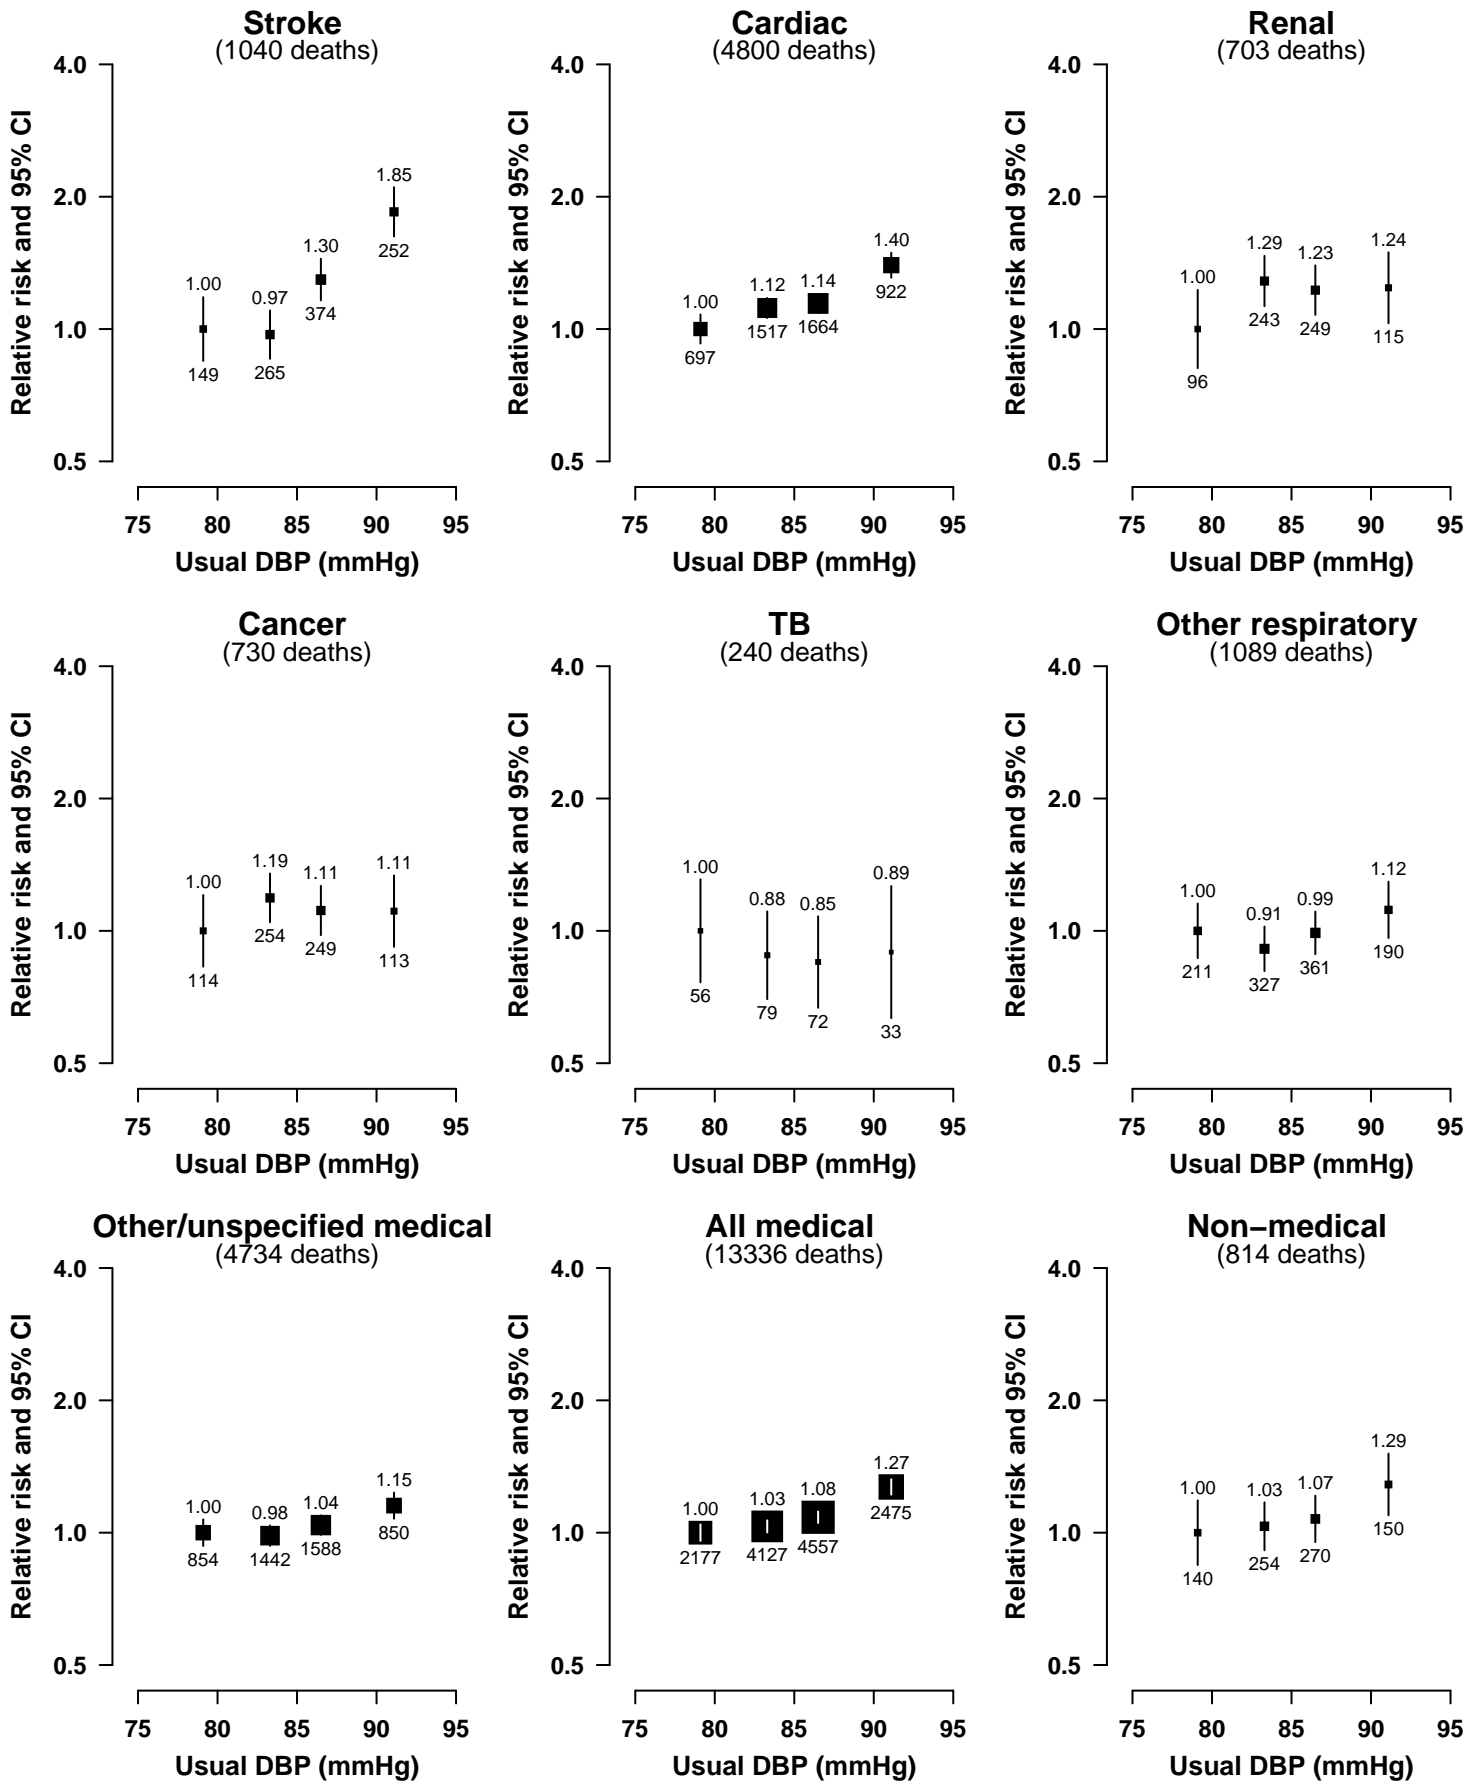 Stroke
(1040 deaths)
Relative risk and 95% CI
4.0
2.0
1.0
0.5
1.00
149
0.97
265
1.30
374
1.85
252
75 80 85 90 95
Usual DBP (mmHg)
Cardiac
(4800 deaths)
Relative risk and 95% CI
4.0
2.0
1.0
0.5
1.00
697
1.12
1517
1.14
1664
1.40
922
75 80 85 90 95
Usual DBP (mmHg)
Renal
(703 deaths)
Relative risk and 95% CI
4.0
2.0
1.0
0.5
1.00
96
1.29
243
1.23
249
1.24
115
75 80 85 90 95
Usual DBP (mmHg)
Cancer
(730 deaths)
Relative risk and 95% CI
4.0
2.0
1.0
0.5
1.00
114
1.19
254
1.11
249
1.11
113
75 80 85 90 95
Usual DBP (mmHg)
TB
(240 deaths)
Relative risk and 95% CI
4.0
2.0
1.0
0.5
1.00
56
0.88
79
0.85
72
0.89
33
75 80 85 90 95
Usual DBP (mmHg)
Other respiratory
(1089 deaths)
Relative risk and 95% CI
4.0
2.0
1.0
0.5
1.00
211
0.91
327
0.99
361
1.12
190
75 80 85 90 95
Usual DBP (mmHg)
Other/unspecified medical
(4734 deaths)
Relative risk and 95% CI
4.0
2.0
1.0
0.5
1.00
854
0.98
1442
1.04
1588
1.15
850
75 80 85 90 95
Usual DBP (mmHg)
All medical
(13336 deaths)
Relative risk and 95% CI
4.0
2.0
1.0
0.5
1.00
2177
1.03
4127
1.08
4557
1.27
2475
75 80 85 90 95
Usual DBP (mmHg)
Non−medical
(814 deaths)
Relative risk and 95% CI
4.0
2.0
1.0
0.5
1.00
140
1.03
254
1.07
270
1.29
150
75 80 85 90 95
Usual DBP (mmHg)